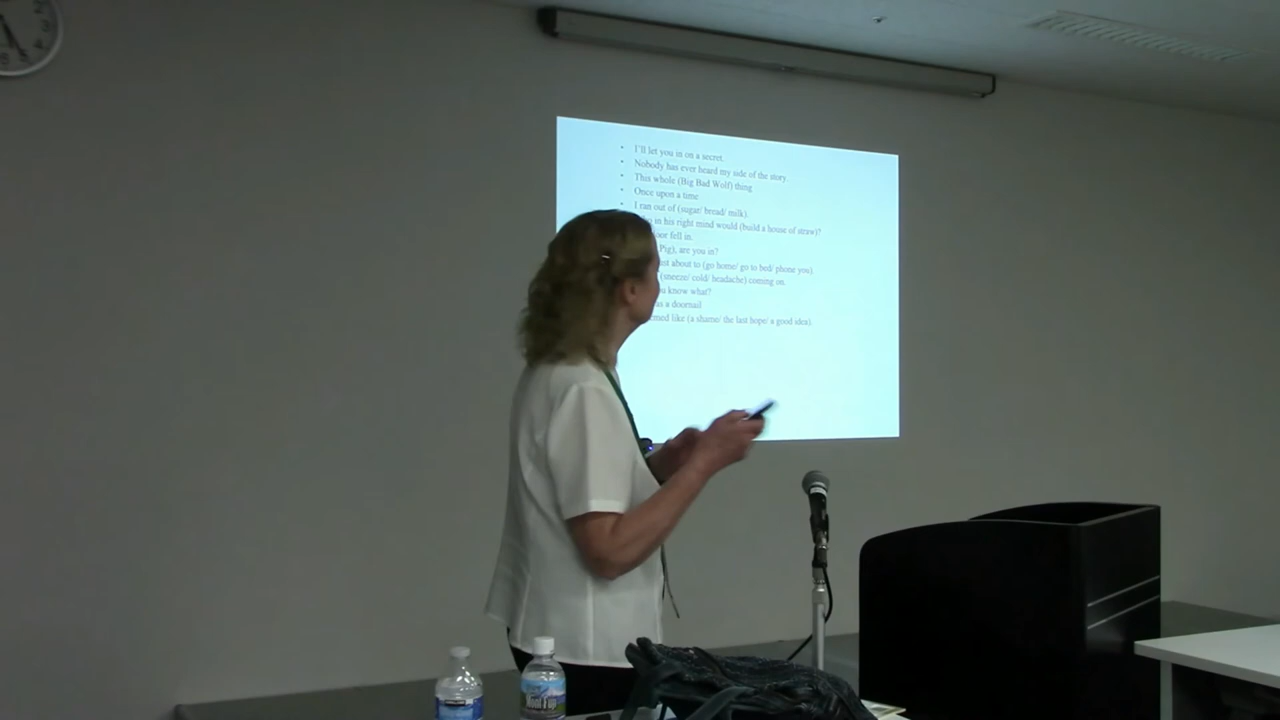 • I'll let you in on a secret.
• Nobody has ever heard my side of the story.
• This whole (Big Bad Wolf) thing
• Once upon a time
• I ran out of (sugar/ bread/ milk).
in his right mind would (build a house of straw)?
fell in.
Pig), are you in?
about to (go home/ go to bed/ phone you).
(sneeze/ cold/ headache) coming on.
know what?
as a doornail
like (a shame/ the last hope/ a good idea).